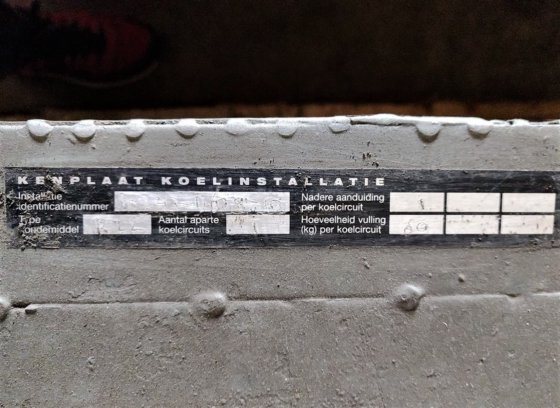 KENPLAAT KOELINSTALLATIE
Installatie
identificatienummer
Nadere aanduiding
per koelcircuit
Type
koudemiddel
Aantal aparte
koelcircuits
Hoeveelheid vulling
(kg) per koelcircuit